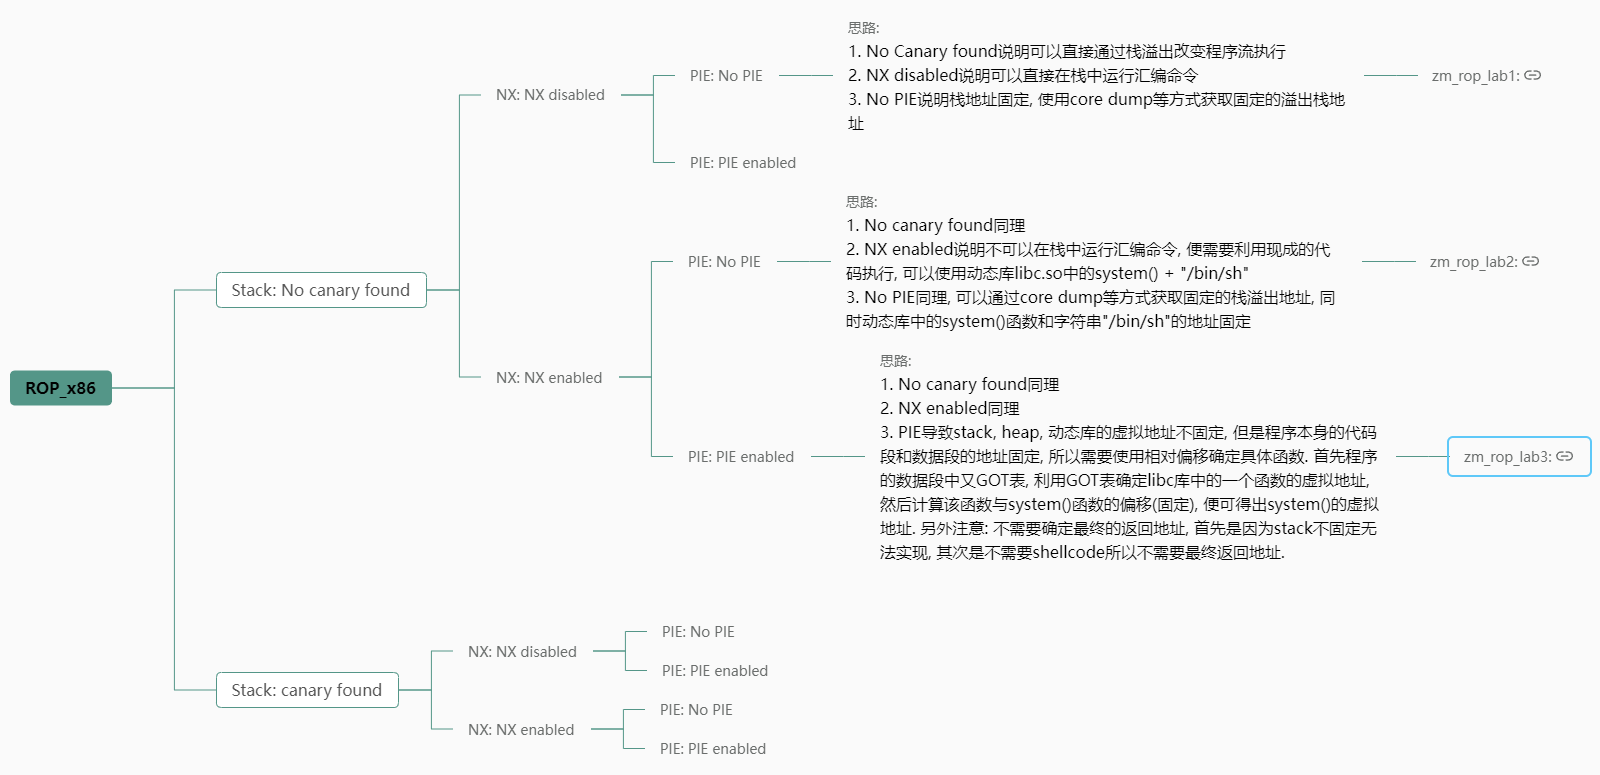 ROP_x86
Stack: No canary found
NX: NX disabled
PIE: No PIE
思路:
1. No Canary found说明可以直接通过栈溢出改变程序流执行
2. NX disabled说明可以直接在栈中运行汇编命令
3. No PIE说明栈地址固定, 使用core dump等方式获取固定的溢出栈地
址
zm_rop_lab1:
PIE: PIE enabled
NX: NX enabled
PIE: No PIE
思路:
1. No canary found同理
2. NX enabled说明不可以在栈中运行汇编命令, 便需要利用现成的代
码执行, 可以使用动态库libc.so中的system() + "/bin/sh"
3. No PIE同理, 可以通过core dump等方式获取固定的栈溢出地址, 同
时动态库中的system()函数和字符串"/bin/sh"的地址固定
zm_rop_lab2:
PIE: PIE enabled
思路:
1. No canary found同理
2. NX enabled同理
3. PIE导致stack, heap, 动态库的虚拟地址不固定, 但是程序本身的代码
段和数据段的地址固定, 所以需要使用相对偏移确定具体函数. 首先程序
的数据段中又GOT表, 利用GOT表确定libc库中的一个函数的虚拟地址,
然后计算该函数与system()函数的偏移(固定), 便可得出system()的虚拟
地址. 另外注意: 不需要确定最终的返回地址, 首先是因为stack不固定无
法实现, 其次是不需要shellcode所以不需要最终返回地址.
zm_rop_lab3:
Stack: canary found
NX: NX disabled
PIE: No PIE
PIE: PIE enabled
NX: NX enabled
PIE: No PIE
PIE: PIE enabled